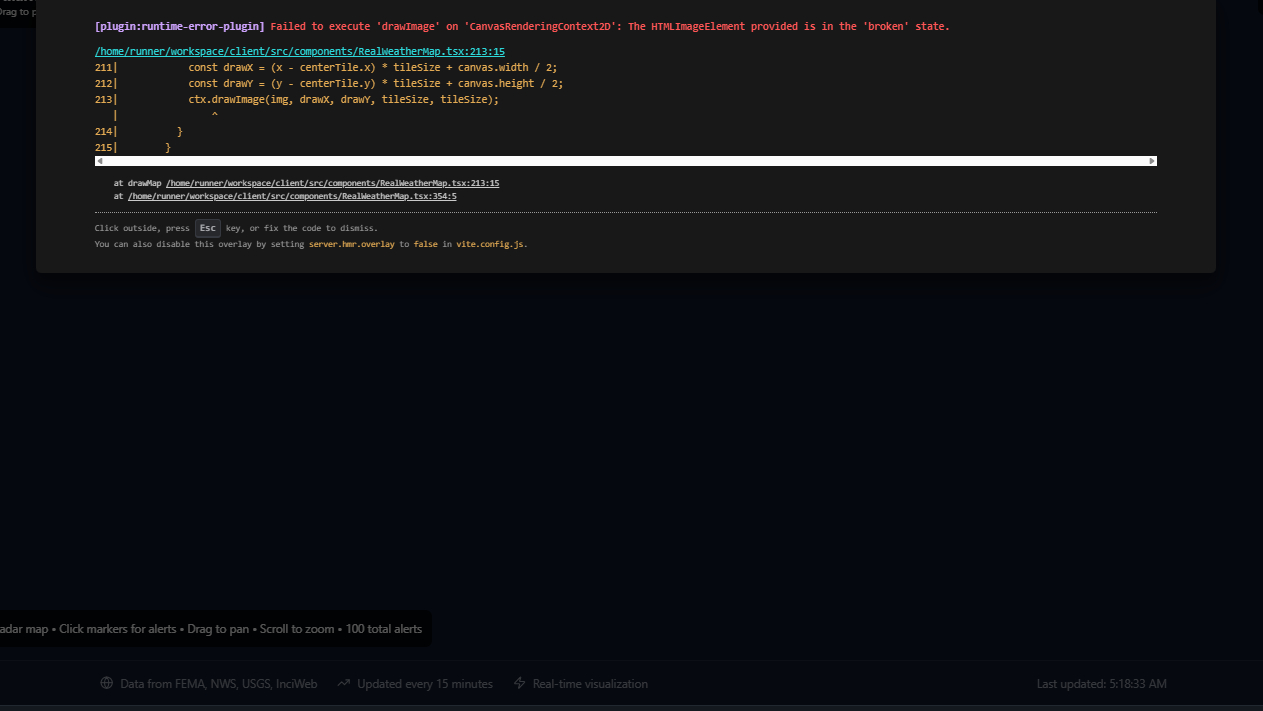 Drag to p
[plugin:runtime-error-plugin] Failed to execute 'drawImage' on 'CanvasRenderingContext2D': The HTMLImageElement provided is in the 'broken' state.
/home/runner/workspace/client/src/components/RealWeatherMap.tsx:213:15
211|            const drawX = (x - centerTile.x) * tileSize + canvas.width / 2;
212|            const drawY = (y - centerTile.y) * tileSize + canvas.height / 2;
213|            ctx.drawImage(img, drawX, drawY, tileSize, tileSize);
   |                ^
214|          }
215|        }
at drawMap /home/runner/workspace/client/src/components/RealWeatherMap.tsx:213:15
at /home/runner/workspace/client/src/components/RealWeatherMap.tsx:354:5
Click outside, press Esc key, or fix the code to dismiss.
You can also disable this overlay by setting server.hmr.overlay to false in vite.config.js.
adar map • Click markers for alerts • Drag to pan • Scroll to zoom • 100 total alerts
Data from FEMA, NWS, USGS, InciWeb Updated every 15 minutes Real-time visualization Last updated: 5:18:33 AM